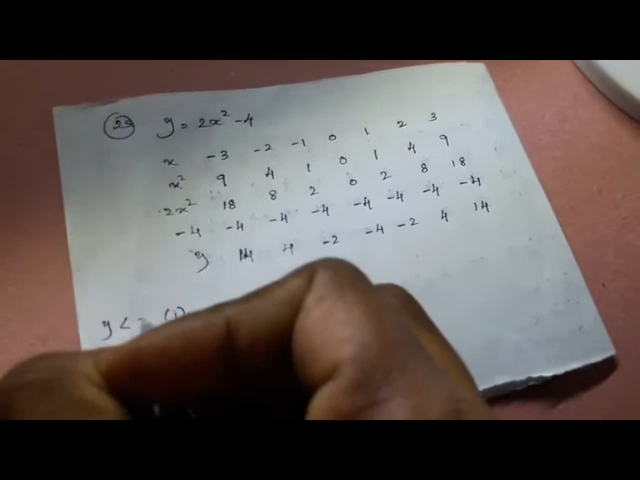 23 y = 2x² - 4
x -3 -2 -1 0 1 2 3
x² 9 4 1 0 1 4 9
2x² 18 8 2 0 2 8 18
-4 -4 -4 -4 -4 -4 -4 -4
y 14 4 -2 -4 -2 4 14
y <